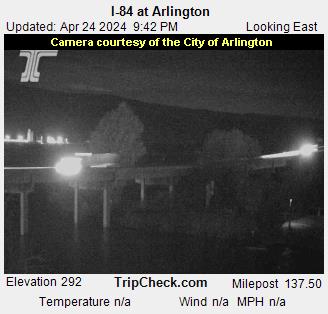 I-84 at Arlington
Updated: Apr 24 2024 9:42 PM Looking East
Camera courtesy of the City of Arlington
Elevation 292 TripCheck.com Milepost 137.50
Temperature n/a Wind n/a MPH n/a